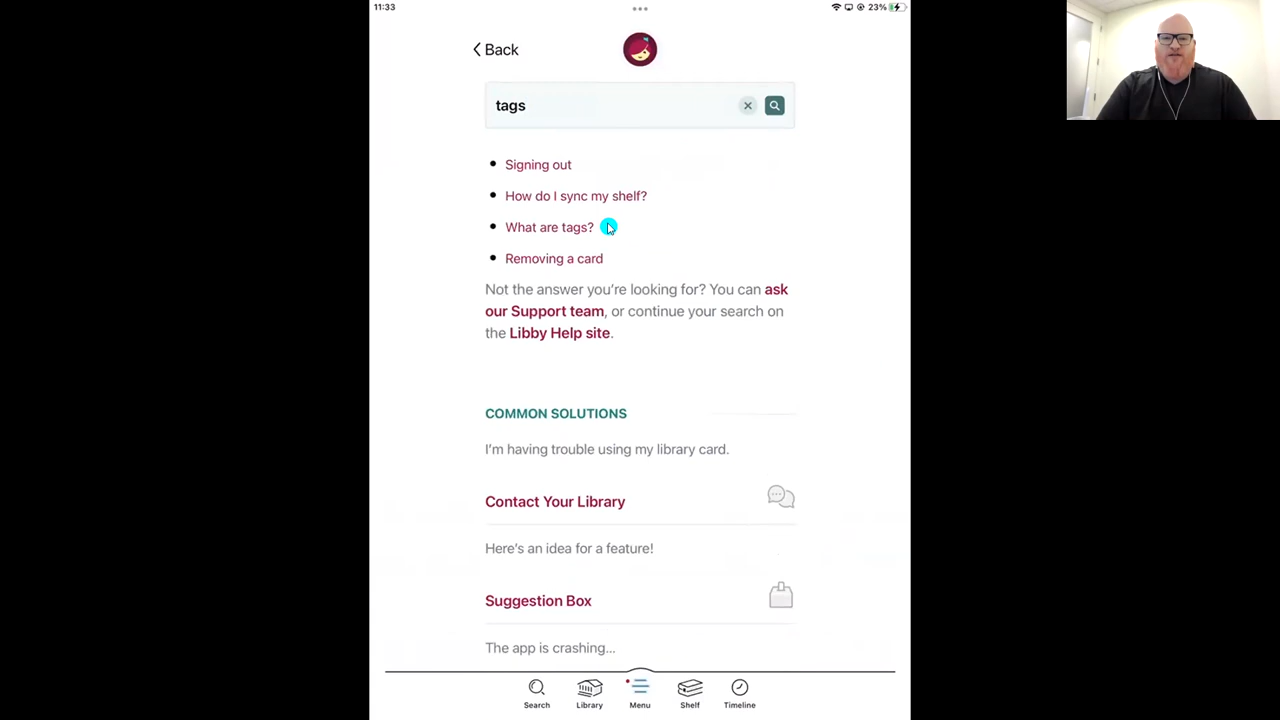 11:33
23%
Back
tags
Signing out
How do I sync my shelf?
What are tags?
Removing a card
Not the answer you’re looking for? You can ask
our Support team, or continue your search on
the Libby Help site.
COMMON SOLUTIONS
I’m having trouble using my library card.
Contact Your Library
Here’s an idea for a feature!
Suggestion Box
The app is crashing...
Search Library Menu Shelf Timeline